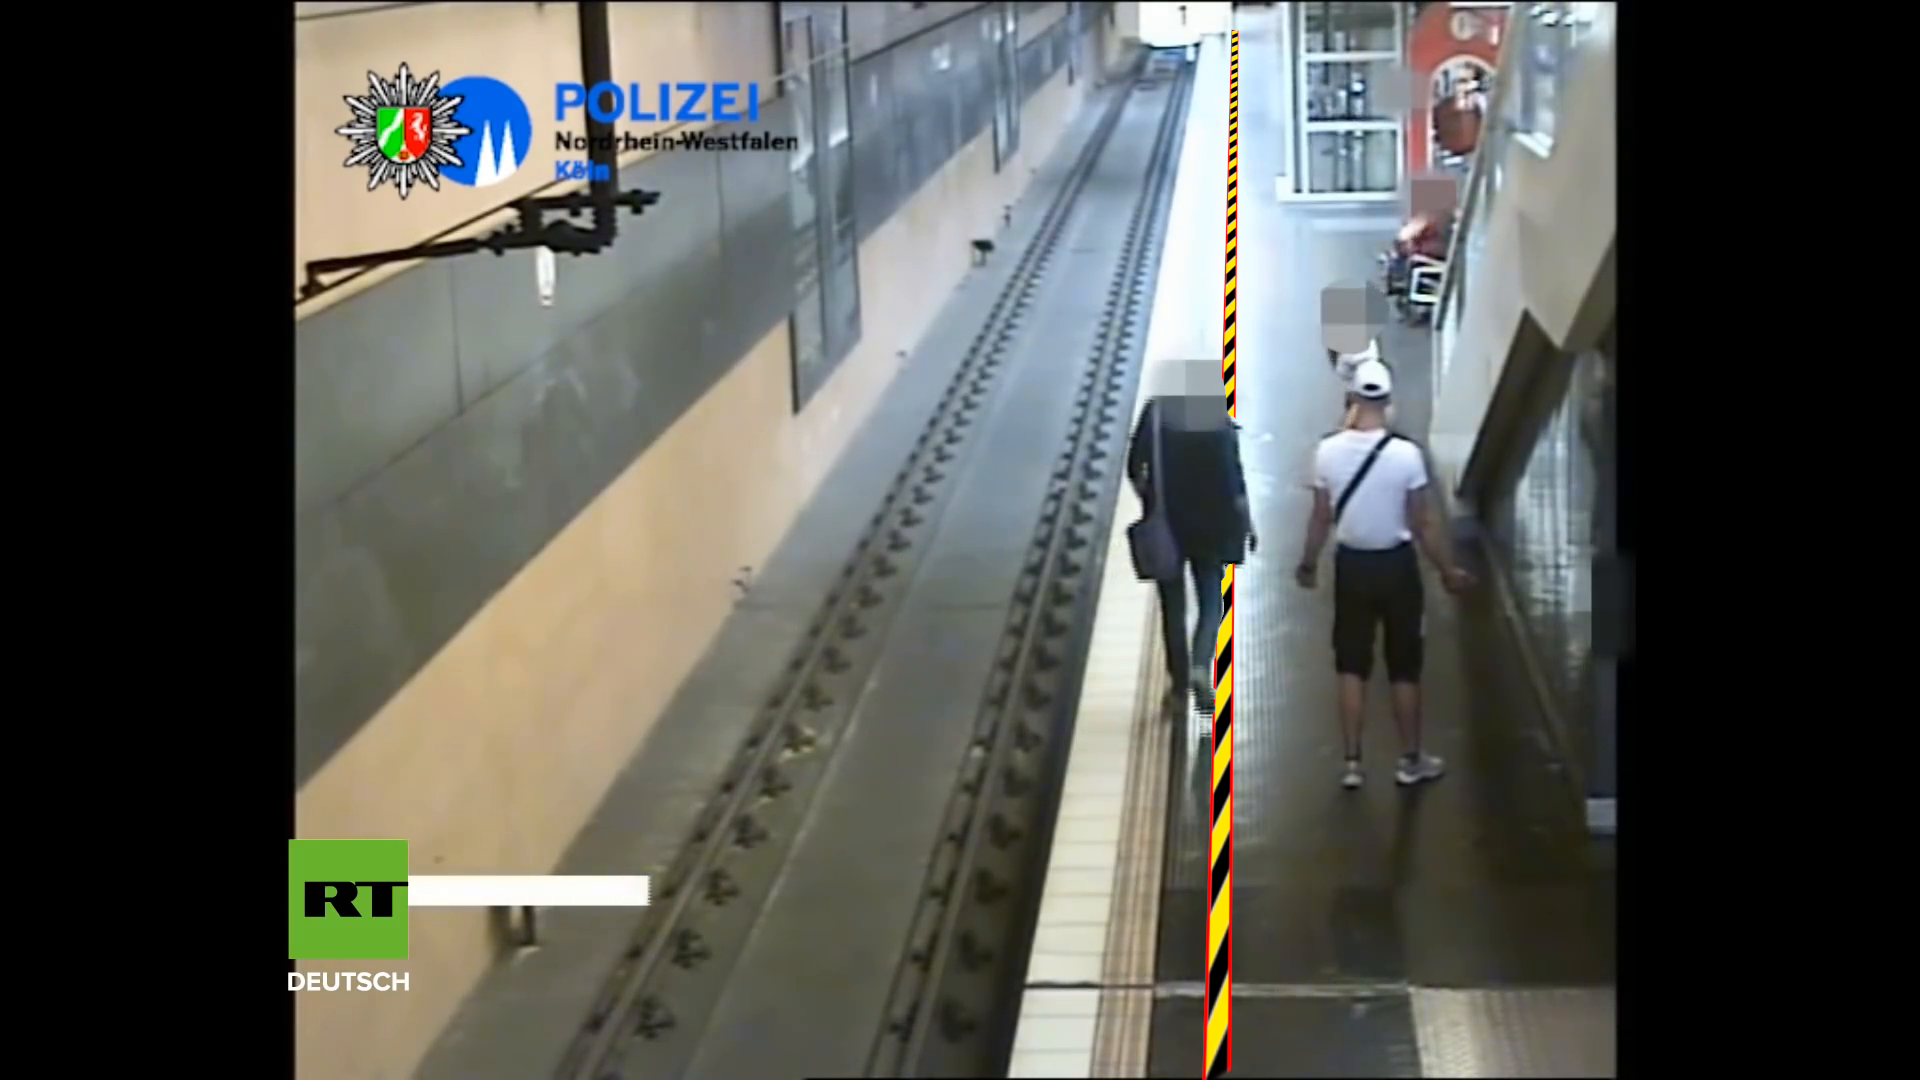 POLIZEI
Nordrhein-Westfalen
Köln
RT
DEUTSCH